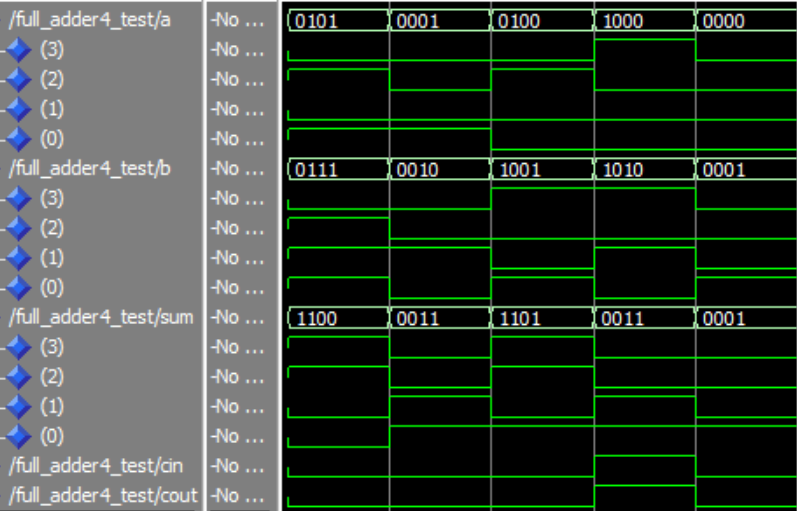 /full_adder4_test/a -No ... 0101 0001 0100 1000 0000
(3) -No ...
(2) -No ...
(1) -No ...
(0) -No ...
/full_adder4_test/b -No ... 0111 0010 1001 1010 0001
(3) -No ...
(2) -No ...
(1) -No ...
(0) -No ...
/full_adder4_test/sum -No ... 1100 0011 1101 0011 0001
(3) -No ...
(2) -No ...
(1) -No ...
(0) -No ...
/full_adder4_test/cin -No ...
/full_adder4_test/cout -No ...